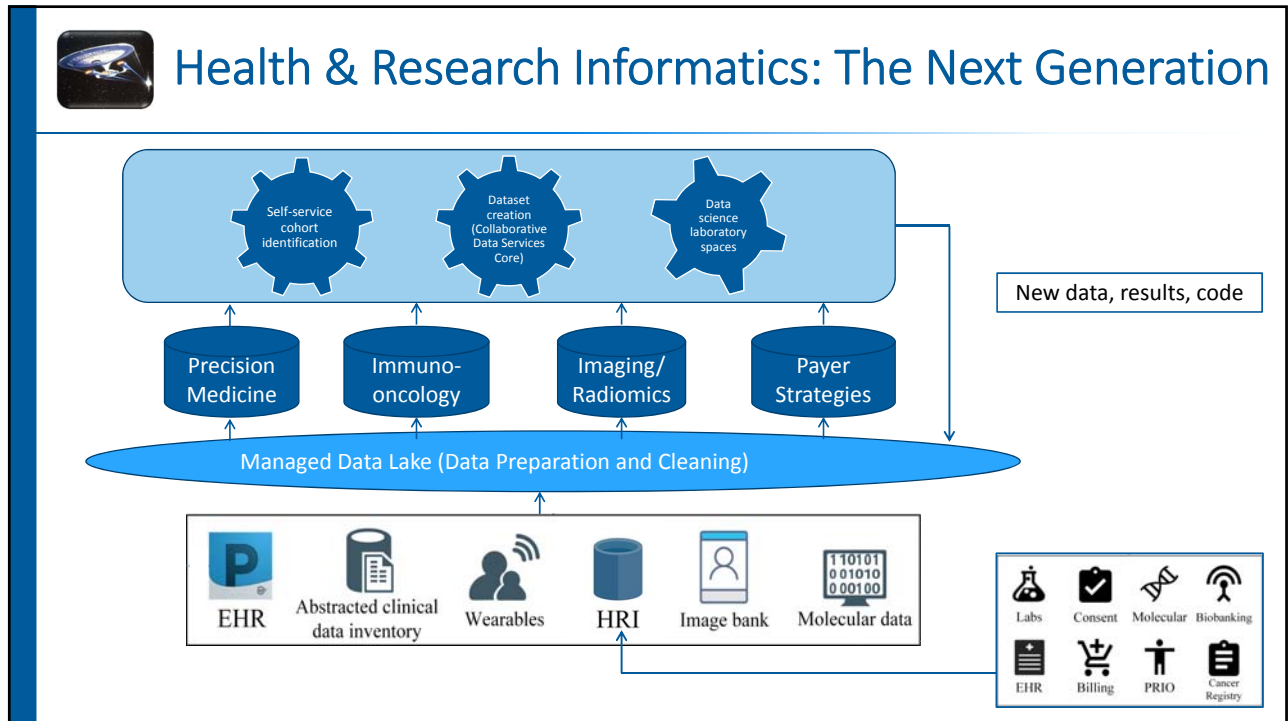 Health & Research Informatics: The Next Generation
Self-service
cohort
identification
Dataset
creation
(Collaborative
Data Services
Core)
Data
science
laboratory
spaces
New data, results, code
Precision
Medicine
Immuno-
oncology
Imaging/
Radiomics
Payer
Strategies
Managed Data Lake (Data Preparation and Cleaning)
P
EHR
Abstracted clinical
data inventory
Wearables
HRI
Image bank
110101
001010
000100
Molecular data
Labs
Consent
Molecular
Biobanking
EHR
Billing
PRIO
Cancer
Registry